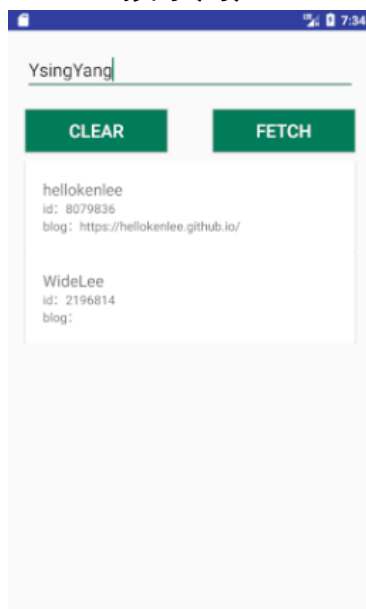 7:34
YsingYang
CLEAR
FETCH
hellokenlee
id: 8079836
blog: https://hellokenlee.github.io/
WideLee
id: 2196814
blog: